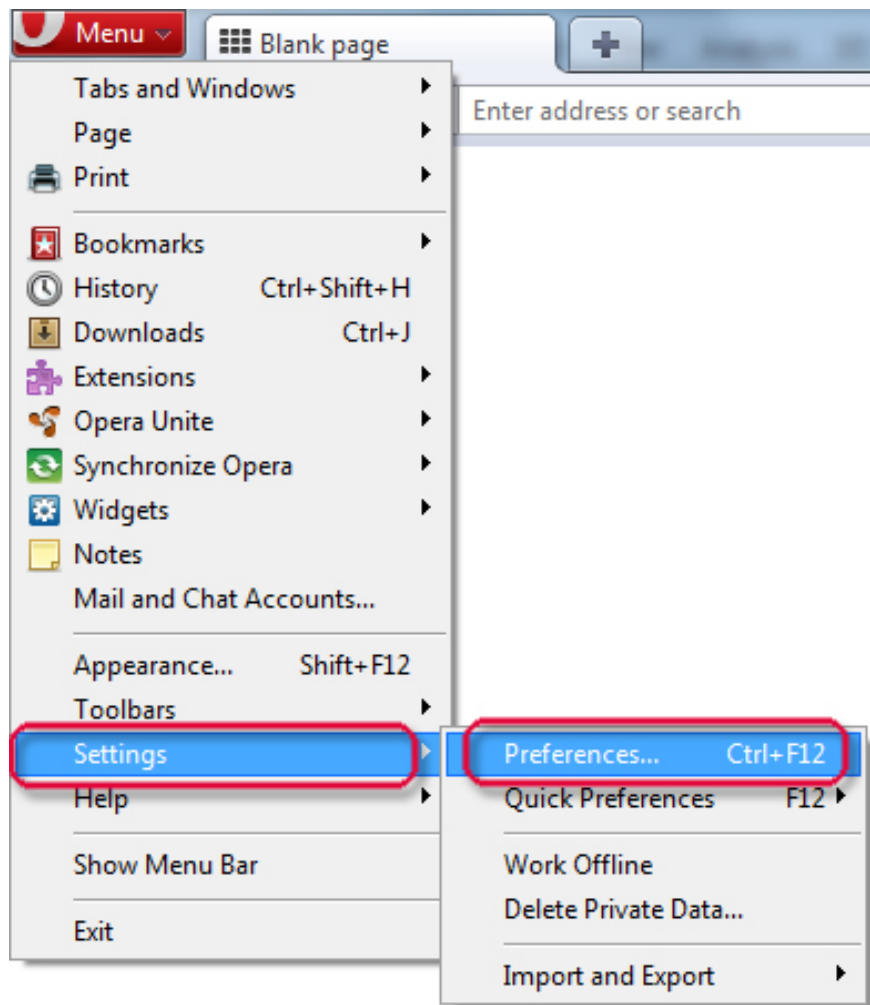 Menu
Blank page
Enter address or search
Tabs and Windows
Page
Print
Bookmarks
History Ctrl+Shift+H
Downloads Ctrl+J
Extensions
Opera Unite
Synchronize Opera
Widgets
Notes
Mail and Chat Accounts...
Appearance... Shift+F12
Toolbars
Settings
Help
Show Menu Bar
Exit
Preferences... Ctrl+F12
Quick Preferences F12
Work Offline
Delete Private Data...
Import and Export